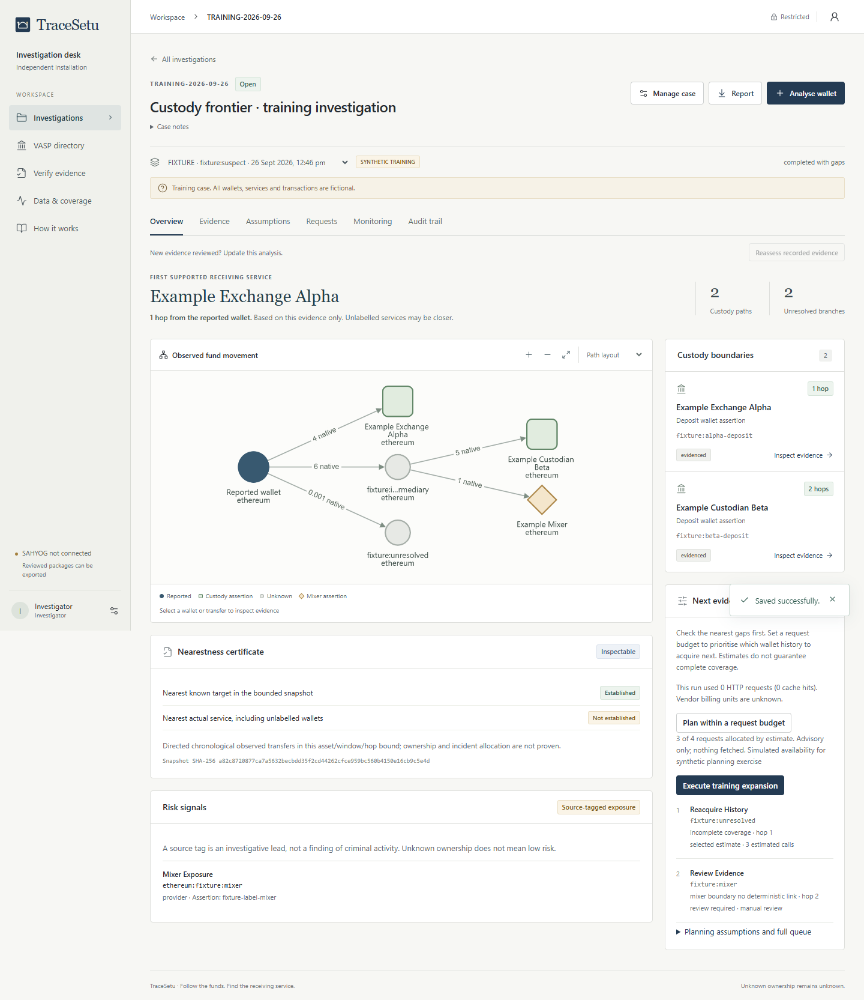 TraceSetu
Investigation desk
Independent installation
WORKSPACE
Investigations
VASP directory
Verify evidence
Data & coverage
How it works
SAHYOG not connected
Reviewed packages can be
exported
I
Investigator
Investigator
Workspace
TRAINING-2026-09-26
Restricted
All investigations
TRAINING-2026-09-26
Open
Custody frontier · training investigation
Case notes
Manage case
Report
Analyse wallet
FIXTURE · fixture:suspect · 26 Sept 2026, 12:46 pm
SYNTHETIC TRAINING
completed with gaps
Training case. All wallets, services and transactions are fictional.
Overview
Evidence
Assumptions
Requests
Monitoring
Audit trail
New evidence reviewed? Update this analysis.
Reassess recorded evidence
FIRST SUPPORTED RECEIVING SERVICE
Example Exchange Alpha
1 hop from the reported wallet. Based on this evidence only. Unlabelled services may be closer.
2
Custody paths
2
Unresolved branches
Observed fund movement
Path layout
4 native
6 native
0.001 native
5 native
1 native
Reported wallet
ethereum
Example Exchange
Alpha
ethereum
fixture:i...rmediary
ethereum
fixture:unresolved
ethereum
Example Custodian
Beta
ethereum
Example Mixer
ethereum
Reported
Custody assertion
Unknown
Mixer assertion
Select a wallet or transfer to inspect evidence
Custody boundaries
2
1 hop
Example Exchange Alpha
Deposit wallet assertion
fixture:alpha-deposit
evidenced
Inspect evidence
2 hops
Example Custodian Beta
Deposit wallet assertion
fixture:beta-deposit
evidenced
Inspect evidence
Next evid
Saved successfully.
Check the nearest gaps first. Set a request
budget to prioritise which wallet history to
acquire next. Estimates do not guarantee
complete coverage.
This run used 0 HTTP requests (0 cache hits).
Vendor billing units are unknown.
Plan within a request budget
3 of 4 requests allocated by estimate. Advisory
only; nothing fetched. Simulated availability for
synthetic planning exercise
Execute training expansion
1
Reacquire History
fixture:unresolved
incomplete coverage · hop 1
selected estimate · 3 estimated calls
2
Review Evidence
fixture:mixer
mixer boundary no deterministic link · hop 2
review required · manual review
Planning assumptions and full queue
Nearestness certificate
Inspectable
Nearest known target in the bounded snapshot
Established
Nearest actual service, including unlabelled wallets
Not established
Directed chronological observed transfers in this asset/window/hop bound; ownership and incident allocation are not proven.
Snapshot SHA-256 a82c8720877ca7a5632becbdd35f2cd44262cfce959bc560b4150e16cb9c5e4d
Risk signals
Source-tagged exposure
A source tag is an investigative lead, not a finding of criminal activity. Unknown ownership does not mean low risk.
Mixer Exposure
ethereum:fixture:mixer
provider · Assertion: fixture-label-mixer
TraceSetu · Follow the funds. Find the receiving service.
Unknown ownership remains unknown.